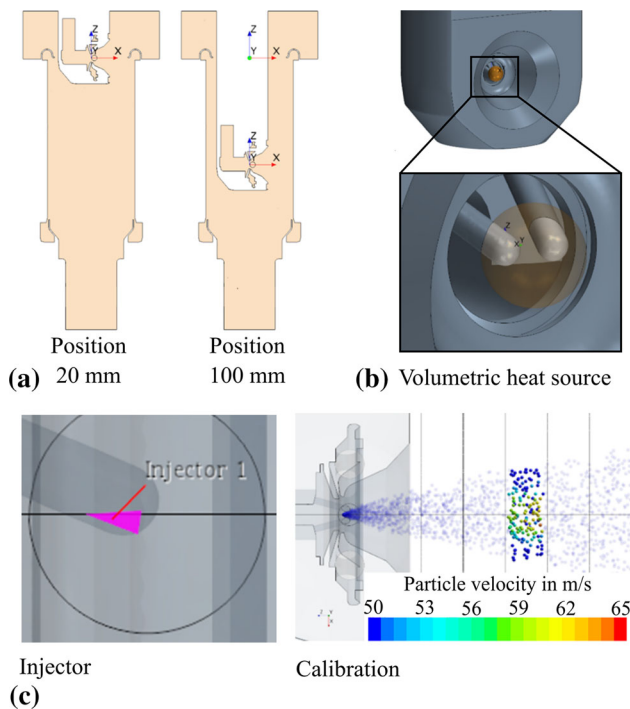 Z
Z
Y
X
Y
X
Z
Y
X
Position
20 mm
Position
100 mm
(a)
Z
Y
X
(b)
Volumetric heat source
Injector 1
Injector
Particle velocity in m/s
50 53 56 59 62 65
Z
Y
X
Calibration
(c)